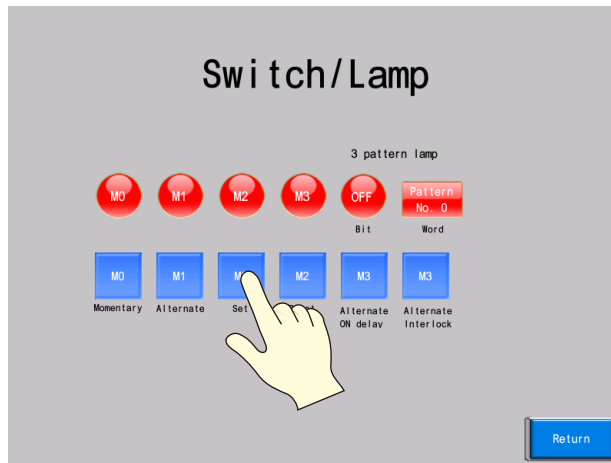 Switch/Lamp
3 pattern lamp
M0 M1 M2 M3 OFF Pattern
No. 0
Bit Word
M0 M1 M2 M3 M3
Momentary Alternate Set Alternate Alternate
ON delay Interlock
Return